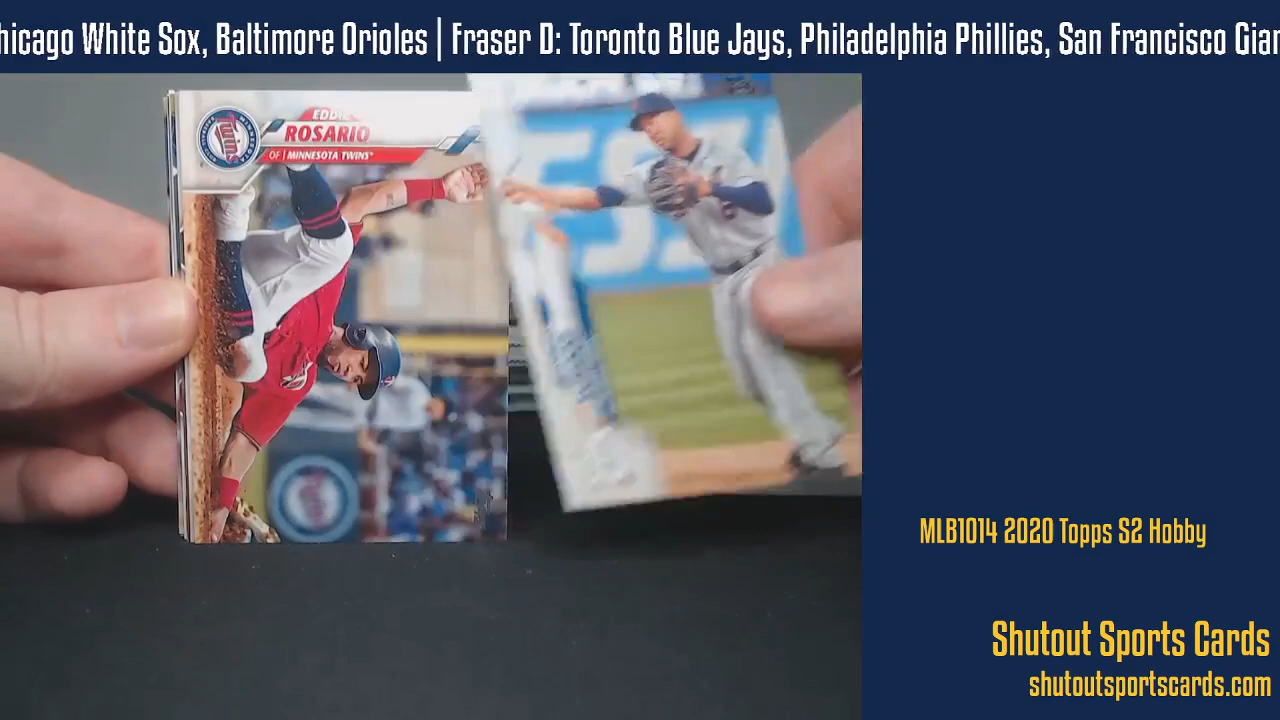 hicago White Sox, Baltimore Orioles | Fraser D: Toronto Blue Jays, Philadelphia Phillies, San Francisco Gian
EDDIE
ROSARIO
OF | MINNESOTA TWINS
MLB1014 2020 Topps S2 Hobby
Shutout Sports Cards
shutoutsportscards.com